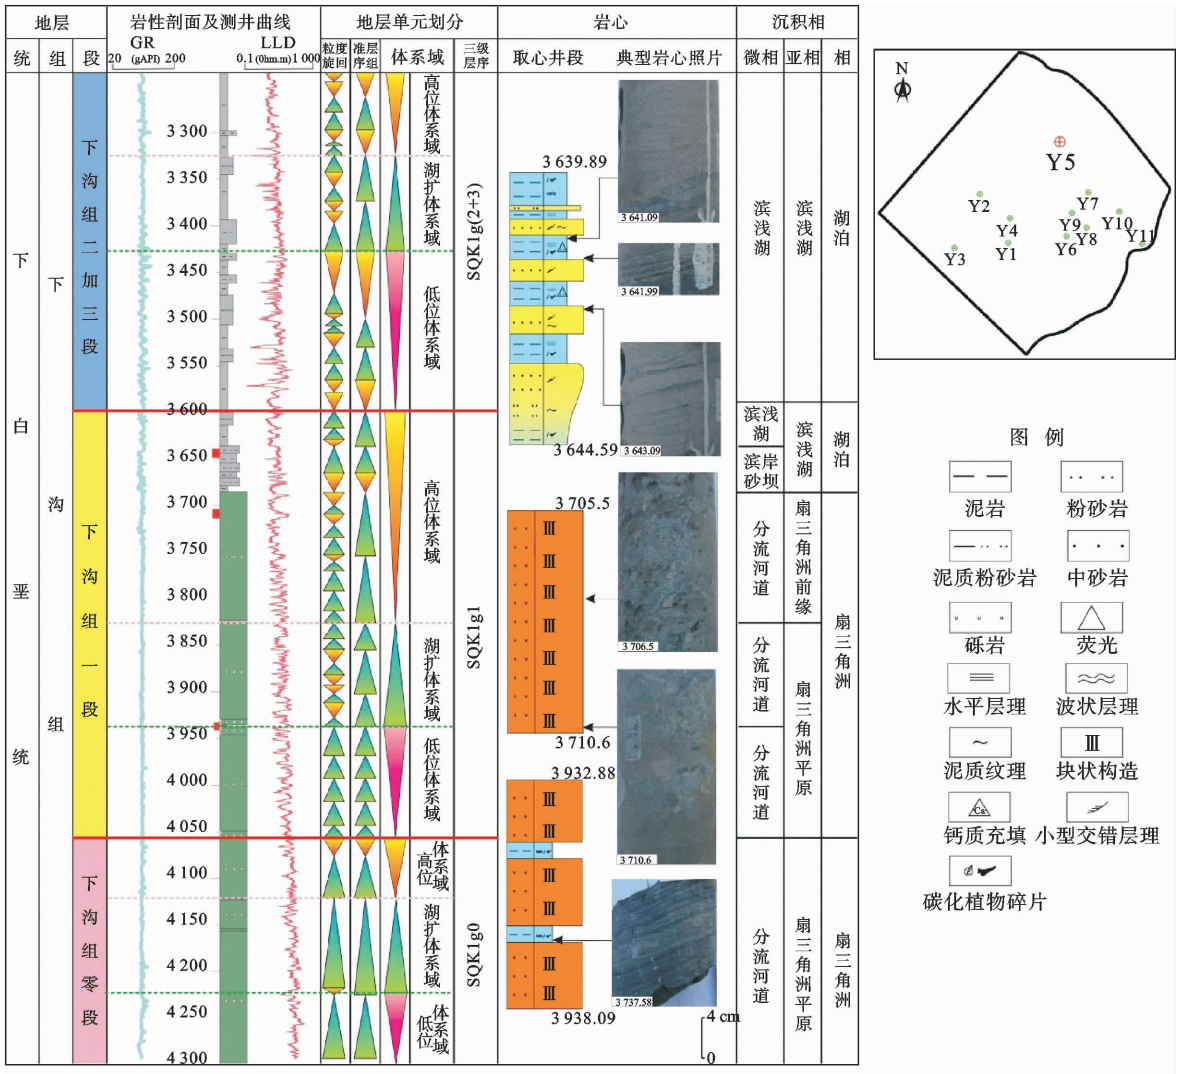 地层
岩性剖面及测井曲线
地层单元划分
岩心
沉积相
统
组
段
GR
20 (gAPI) 200
LLD
0.1(Ohm.m)1 000
粒度旋回
准层序组
体系域
三级层序
取心井段
典型岩心照片
微相
亚相
相
下白垩统
下沟组
下沟组二加三段
下沟组一段
下沟组零段
3 300
3 350
3 400
3 450
3 500
3 550
3 600
3 650
3 700
3 750
3 800
3 850
3 900
3 950
4 000
4 050
4 100
4 150
4 200
4 250
4 300
高位体系域
湖扩体系域
低位体系域
高位体系域
湖扩体系域
低位体系域
高位体系域
湖扩体系域
低位体系域
SQK1g(2+3)
SQK1g1
SQK1g0
3 639.89
3 644.59
3 705.5
3 710.6
3 932.88
3 938.09
3 641.09
3 641.99
3 643.09
3 706.5
3 710.6
3 737.58
4 cm
0
滨浅湖
滨浅湖
湖泊
滨浅湖
滨岸砂坝
滨浅湖
湖泊
分流河道
扇三角洲前缘
分流河道
分流河道
扇三角洲平原
扇三角洲
分流河道
扇三角洲平原
扇三角洲
N
Y5
Y2
Y7
Y4
Y9
Y10
Y8
Y3
Y1
Y6
Y11
图 例
泥岩
粉砂岩
泥质粉砂岩
中砂岩
砾岩
荧光
水平层理
波状层理
泥质纹理
块状构造
Ca
钙质充填
小型交错层理
碳化植物碎片